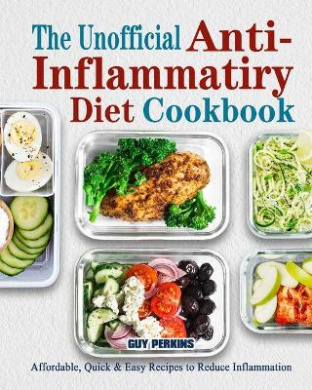 The Unofficial Anti-
Inflammatiry
Diet Cookbook
GUY PERKINS
Affordable, Quick & Easy Recipes to Reduce Inflammation